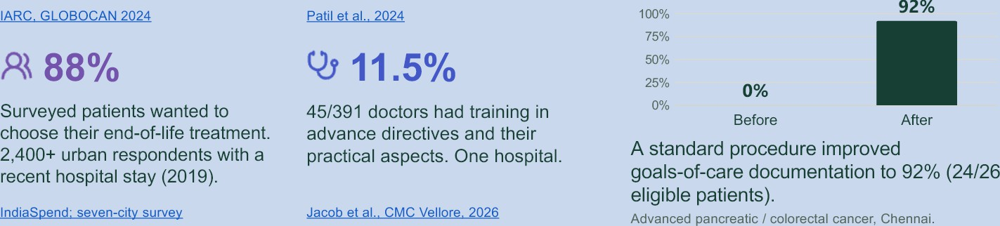 IARC, GLOBOCAN 2024
88%
Surveyed patients wanted to
choose their end-of-life treatment.
2,400+ urban respondents with a
recent hospital stay (2019).
IndiaSpend; seven-city survey
Patil et al., 2024
11.5%
45/391 doctors had training in
advance directives and their
practical aspects. One hospital.
Jacob et al., CMC Vellore, 2026
92%
100%
75%
50%
25%
0%
0%
Before
After
A standard procedure improved
goals-of-care documentation to 92% (24/26
eligible patients).
Advanced pancreatic / colorectal cancer, Chennai.